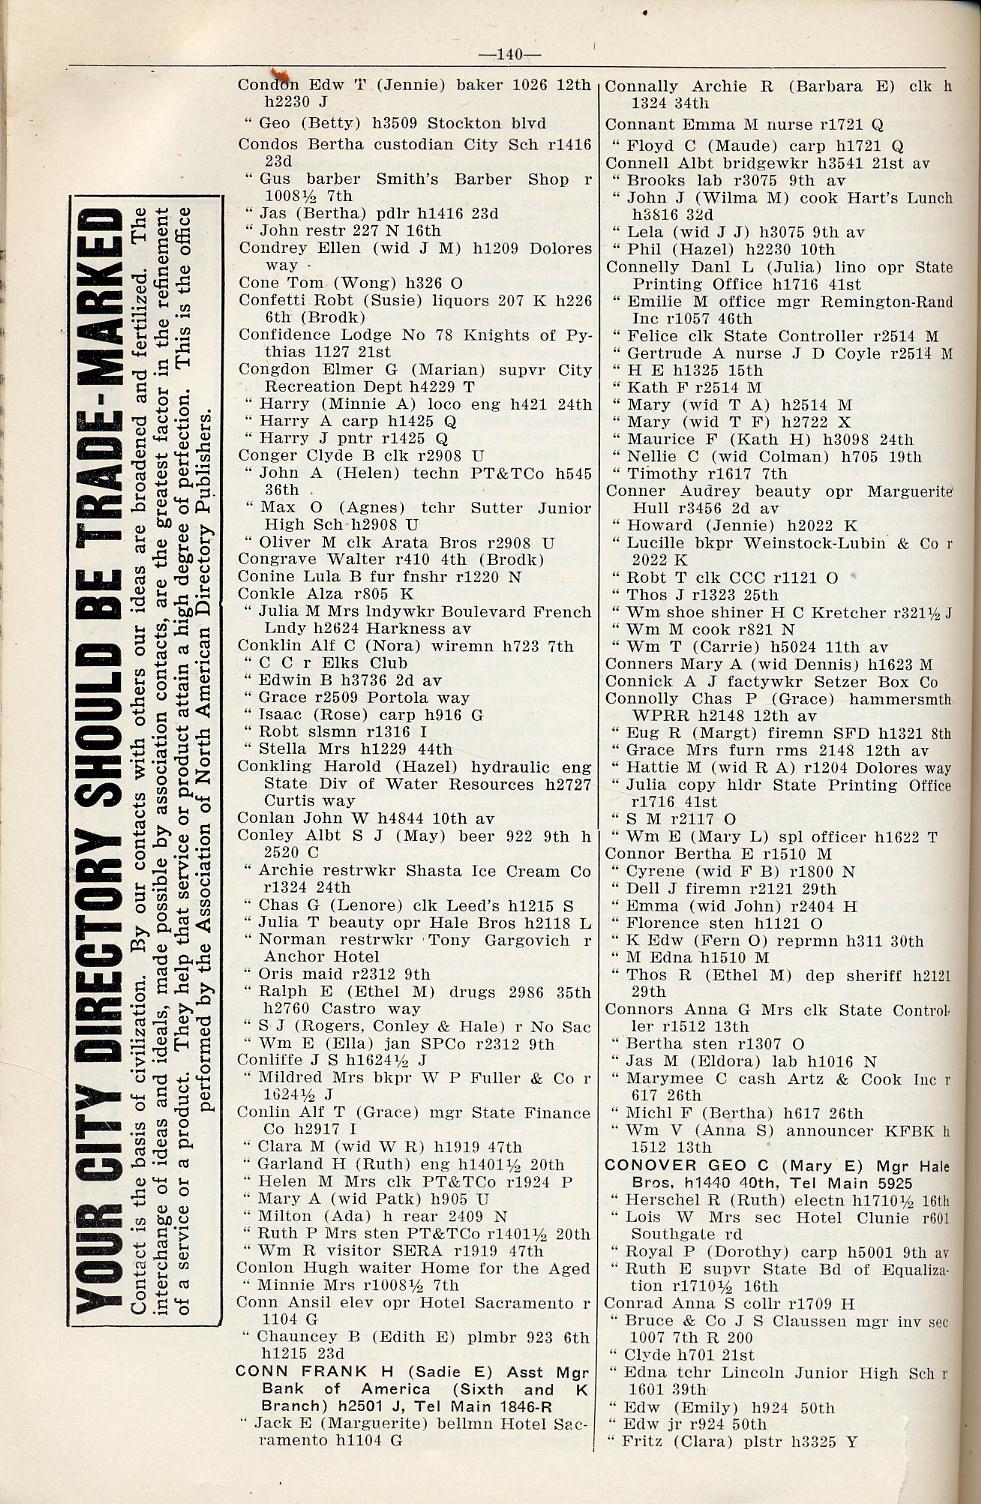 —140—
YOUR CITY DIRECTORY SHOULD BE TRADE-MARKED
Contact is the basis of civilization. By our contacts with others our ideas are broadened and fertilized. The
interchange of ideas and ideals, made possible by association contacts, are the greatest factor in the refinement
of a service or a product. They help that service or product attain a high degree of perfection. This is the office
performed by the Association of North American Directory Publishers.
Condon Edw T (Jennie) baker 1026 12th
h2230 J
" Geo (Betty) h3509 Stockton blvd
Condos Bertha custodian City Sch r1416
23d
" Gus barber Smith's Barber Shop r
1008½ 7th
" Jas (Bertha) pdlr h1416 23d
" John restr 227 N 16th
Condrey Ellen (wid J M) h1209 Dolores
way
Cone Tom (Wong) h326 O
Confetti Robt (Susie) liquors 207 K h226
6th (Brodk)
Confidence Lodge No 78 Knights of Py-
thias 1127 21st
Congdon Elmer G (Marian) supvr City
Recreation Dept h4229 T
" Harry (Minnie A) loco eng h421 24th
" Harry A carp h1425 Q
" Harry J pntr r1425 Q
Conger Clyde B clk r2908 U
" John A (Helen) techn PT&TCo h545
36th
" Max O (Agnes) tchr Sutter Junior
High Sch h2908 U
" Oliver M clk Arata Bros r2908 U
Congrave Walter r410 4th (Brodk)
Conine Lula B fur fnshr r1220 N
Conkle Alza r805 K
" Julia M Mrs lndywkr Boulevard French
Lndy h2624 Harkness av
Conklin Alf C (Nora) wiremn h723 7th
" C C r Elks Club
" Edwin B h3736 2d av
" Grace r2509 Portola way
" Isaac (Rose) carp h916 G
" Robt slsmn r1316 I
" Stella Mrs h1229 44th
Conkling Harold (Hazel) hydraulic eng
State Div of Water Resources h2727
Curtis way
Conlan John W h4844 10th av
Conley Albt S J (May) beer 922 9th h
2520 C
" Archie restrwkr Shasta Ice Cream Co
r1324 24th
" Chas G (Lenore) clk Leed's h1215 S
" Julia T beauty opr Hale Bros h2118 L
" Norman restrwkr Tony Gargovich r
Anchor Hotel
" Oris maid r2312 9th
" Ralph E (Ethel M) drugs 2986 35th
h2760 Castro way
" S J (Rogers, Conley & Hale) r No Sac
" Wm E (Ella) jan SPCo r2312 9th
Conliffe J S h1624½ J
" Mildred Mrs bkpr W P Fuller & Co r
1624½ J
Conlin Alf T (Grace) mgr State Finance
Co h2917 I
" Clara M (wid W R) h1919 47th
" Garland H (Ruth) eng h1401½ 20th
" Helen M Mrs clk PT&TCo r1924 P
" Mary A (wid Patk) h905 U
" Milton (Ada) h rear 2409 N
" Ruth P Mrs sten PT&TCo r1401½ 20th
" Wm R visitor SERA r1919 47th
Conlon Hugh waiter Home for the Aged
" Minnie Mrs r1008½ 7th
Conn Ansil elev opr Hotel Sacramento r
1104 G
" Chauncey B (Edith E) plmbr 923 6th
h1215 23d
CONN FRANK H (Sadie E) Asst Mgr
Bank of America (Sixth and K
Branch) h2501 J, Tel Main 1846-R
" Jack E (Marguerite) bellmn Hotel Sac-
ramento h1104 G
Connally Archie R (Barbara E) clk h
1324 34th
Connant Emma M nurse r1721 Q
" Floyd C (Maude) carp h1721 Q
Connell Albt bridgewkr h3541 21st av
" Brooks lab r3075 9th av
" John J (Wilma M) cook Hart's Lunch
h3816 32d
" Lela (wid J J) h3075 9th av
" Phil (Hazel) h2230 10th
Connelly Danl L (Julia) lino opr State
Printing Office h1716 41st
" Emilie M office mgr Remington-Rand
Inc r1057 46th
" Felice clk State Controller r2514 M
" Gertrude A nurse J D Coyle r2514 M
" H E h1325 15th
" Kath F r2514 M
" Mary (wid T A) h2514 M
" Mary (wid T F) h2722 X
" Maurice F (Kath H) h3098 24th
" Nellie C (wid Colman) h705 19th
" Timothy r1617 7th
Conner Audrey beauty opr Marguerite
Hull r3456 2d av
" Howard (Jennie) h2022 K
" Lucille bkpr Weinstock-Lubin & Co r
2022 K
" Robt T clk CCC r1121 O
" Thos J r1323 25th
" Wm shoe shiner H C Kretcher r321½ J
" Wm M cook r821 N
" Wm T (Carrie) h5024 11th av
Conners Mary A (wid Dennis) h1623 M
Connick A J factywkr Setzer Box Co
Connolly Chas P (Grace) hammersmth
WPRR h2148 12th av
" Eug R (Margt) firemn SFD h1321 8th
" Grace Mrs furn rms 2148 12th av
" Hattie M (wid R A) r1204 Dolores way
" Julia copy hldr State Printing Office
r1716 41st
" S M r2117 O
" Wm E (Mary L) spl officer h1622 T
Connor Bertha E r1510 M
" Cyrene (wid F B) r1800 N
" Dell J firemn r2121 29th
" Emma (wid John) r2404 H
" Florence sten h1121 O
" K Edw (Fern O) reprmn h311 30th
" M Edna h1510 M
" Thos R (Ethel M) dep sheriff h2121
29th
Connors Anna G Mrs clk State Control-
ler r1512 13th
" Bertha sten r1307 O
" Jas M (Eldora) lab h1016 N
" Marymee C cash Artz & Cook Inc r
617 26th
" Michl F (Bertha) h617 26th
" Wm V (Anna S) announcer KFBK h
1512 13th
CONOVER GEO C (Mary E) Mgr Hale
Bros, h1440 40th, Tel Main 5925
" Herschel R (Ruth) electn h1710½ 16th
" Lois W Mrs sec Hotel Clunie r601
Southgate rd
" Royal P (Dorothy) carp h5001 9th av
" Ruth E supvr State Bd of Equaliza-
tion r1710½ 16th
Conrad Anna S collr r1709 H
" Bruce & Co J S Claussen mgr inv sec
1007 7th R 200
" Clyde h701 21st
" Edna tchr Lincoln Junior High Sch r
1601 39th
" Edw (Emily) h924 50th
" Edw jr r924 50th
" Fritz (Clara) plstr h3325 Y